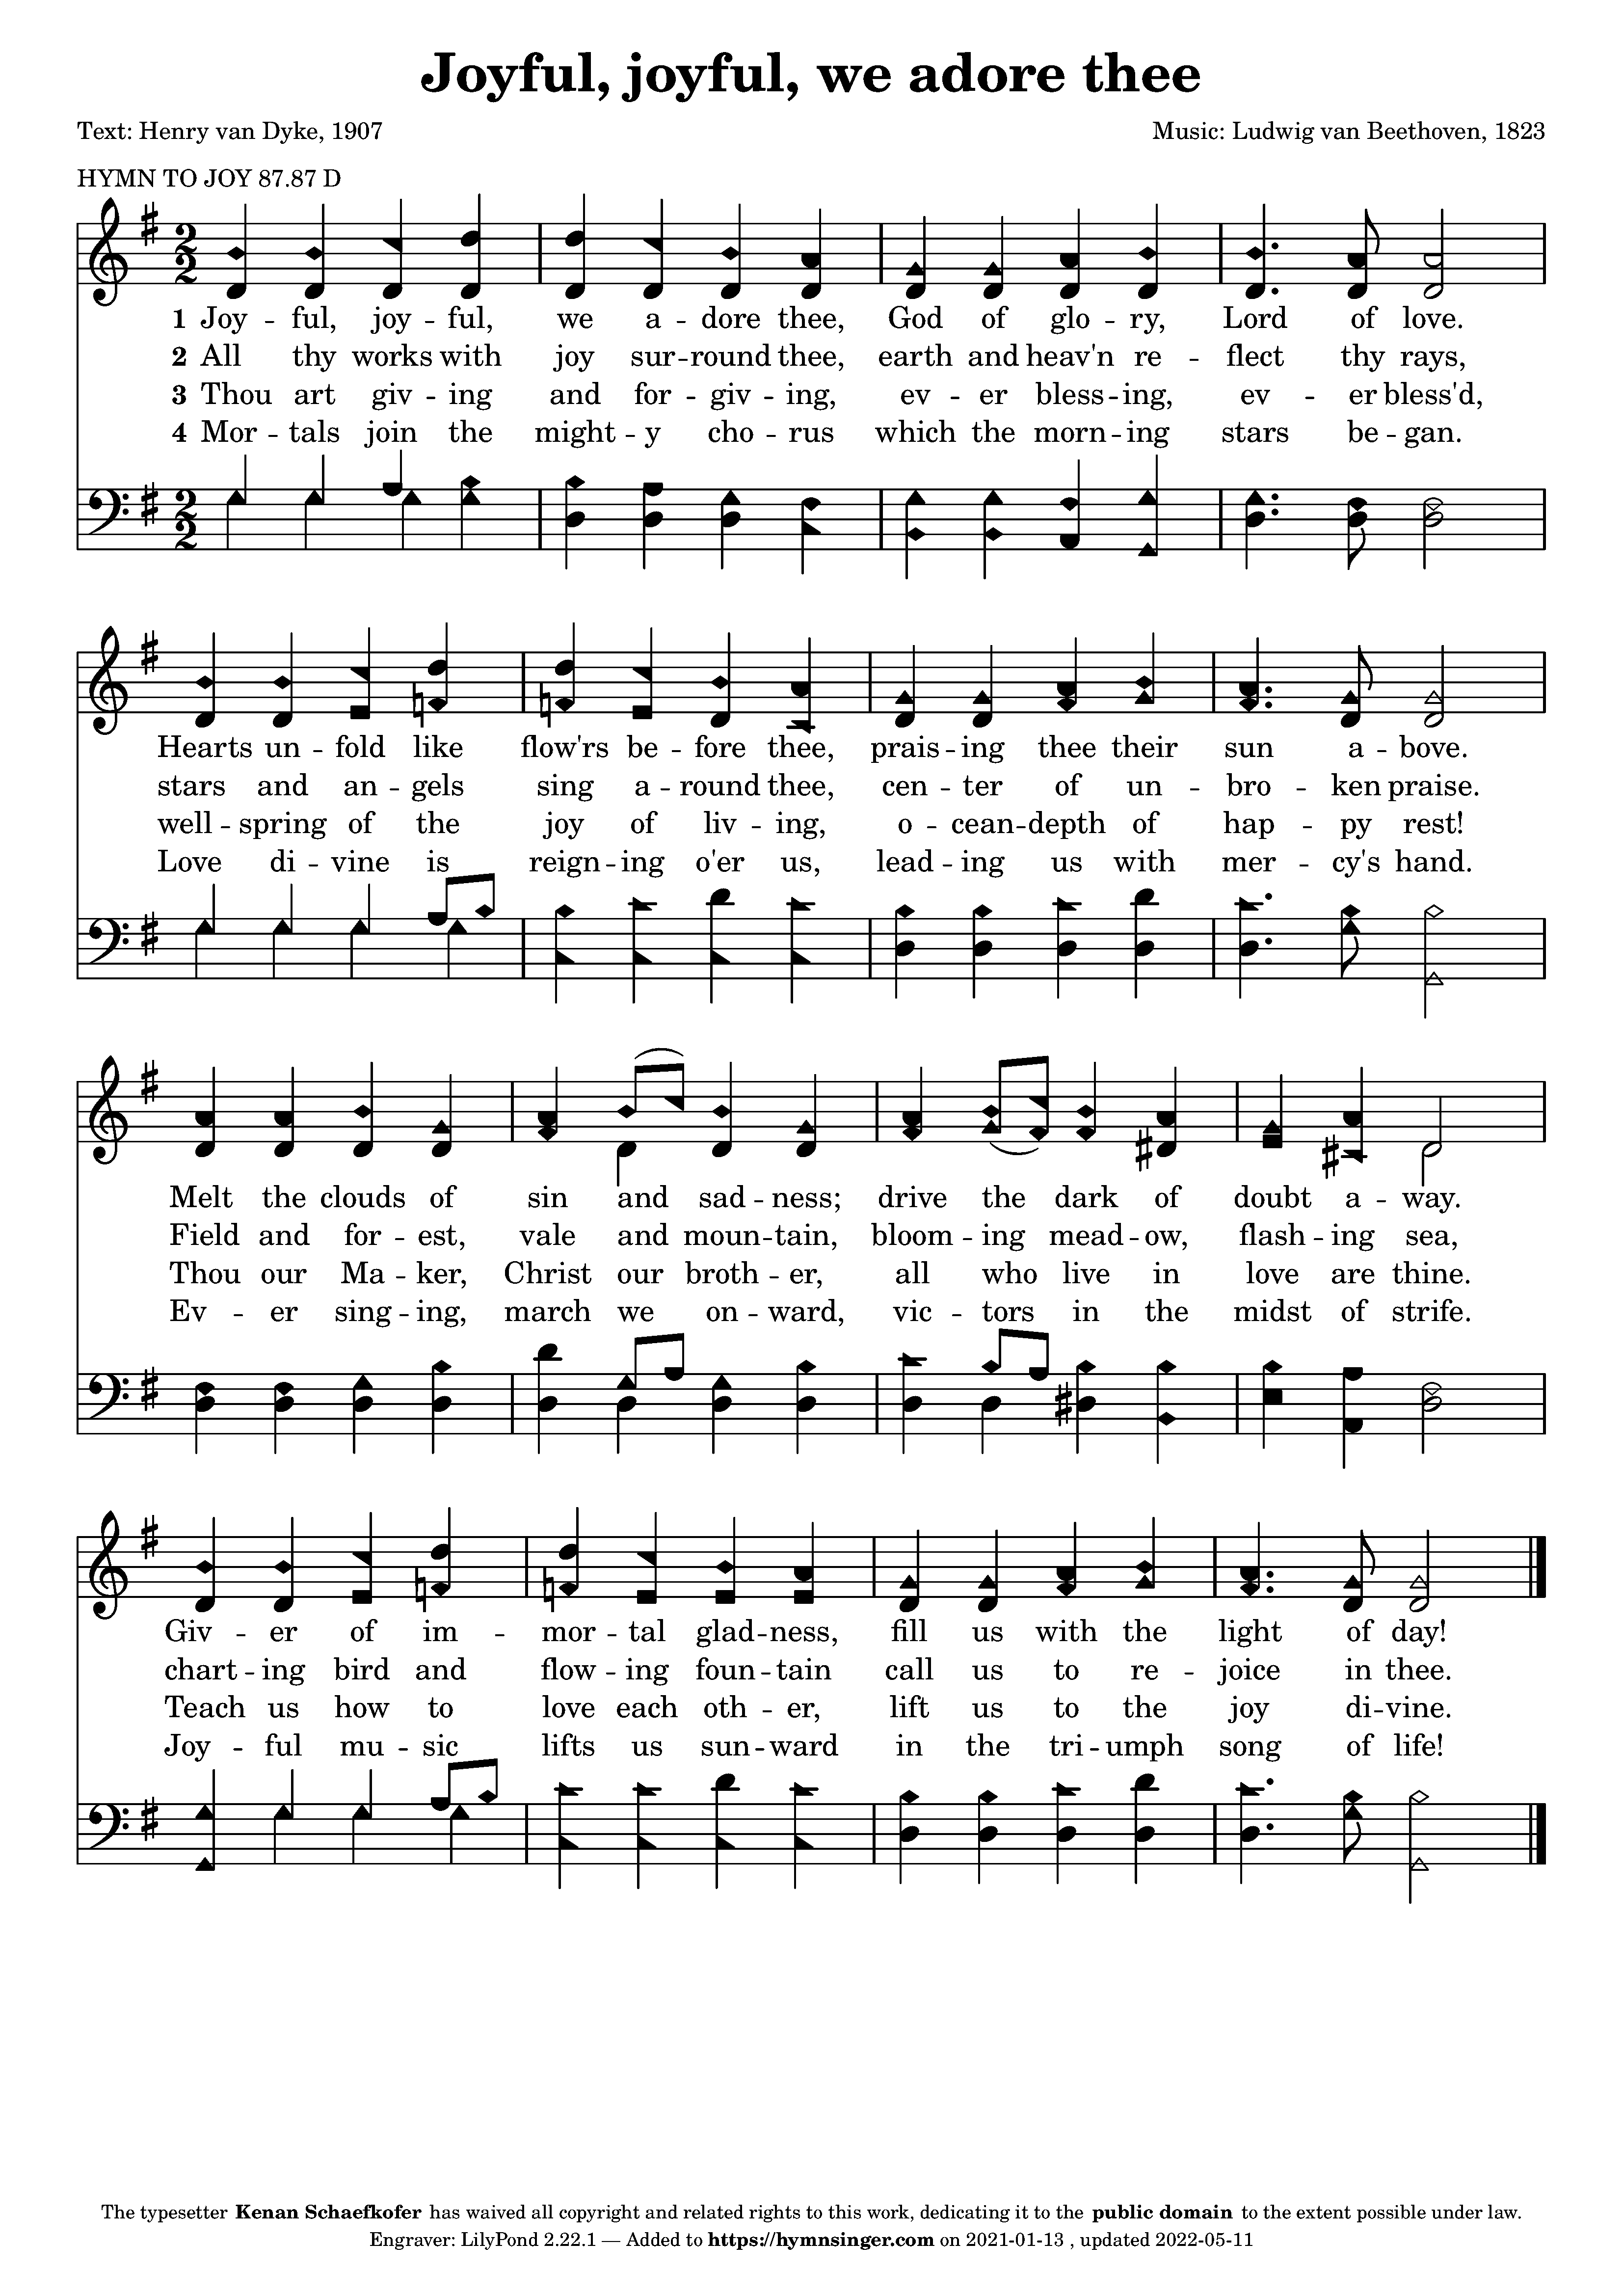 Joyful, joyful, we adore thee
Text: Henry van Dyke, 1907
Music: Ludwig van Beethoven, 1823
HYMN TO JOY 87.87 D
1 Joy -- ful, joy -- ful, we a -- dore thee, God of glo -- ry, Lord of love.
2 All thy works with joy sur -- round thee, earth and heav'n re -- flect thy rays,
3 Thou art giv -- ing and for -- giv -- ing, ev -- er bless -- ing, ev -- er bless'd,
4 Mor -- tals join the might -- y cho -- rus which the morn -- ing stars be -- gan.
Hearts un -- fold like flow'rs be -- fore thee, prais -- ing thee their sun a -- bove.
stars and an -- gels sing a -- round thee, cen -- ter of un -- bro -- ken praise.
well -- spring of the joy of liv -- ing, o -- cean -- depth of hap -- py rest!
Love di -- vine is reign -- ing o'er us, lead -- ing us with mer -- cy's hand.
Melt the clouds of sin and sad -- ness; drive the dark of doubt a -- way.
Field and for -- est, vale and moun -- tain, bloom -- ing mead -- ow, flash -- ing sea,
Thou our Ma -- ker, Christ our broth -- er, all who live in love are thine.
Ev -- er sing -- ing, march we on -- ward, vic -- tors in the midst of strife.
Giv -- er of im -- mor -- tal glad -- ness, fill us with the light of day!
chart -- ing bird and flow -- ing foun -- tain call us to re -- joice in thee.
Teach us how to love each oth -- er, lift us to the joy di -- vine.
Joy -- ful mu -- sic lifts us sun -- ward in the tri -- umph song of life!
The typesetter Kenan Schaefkofer has waived all copyright and related rights to this work, dedicating it to the public domain to the extent possible under law.
Engraver: LilyPond 2.22.1 — Added to https://hymnsinger.com on 2021-01-13 , updated 2022-05-11